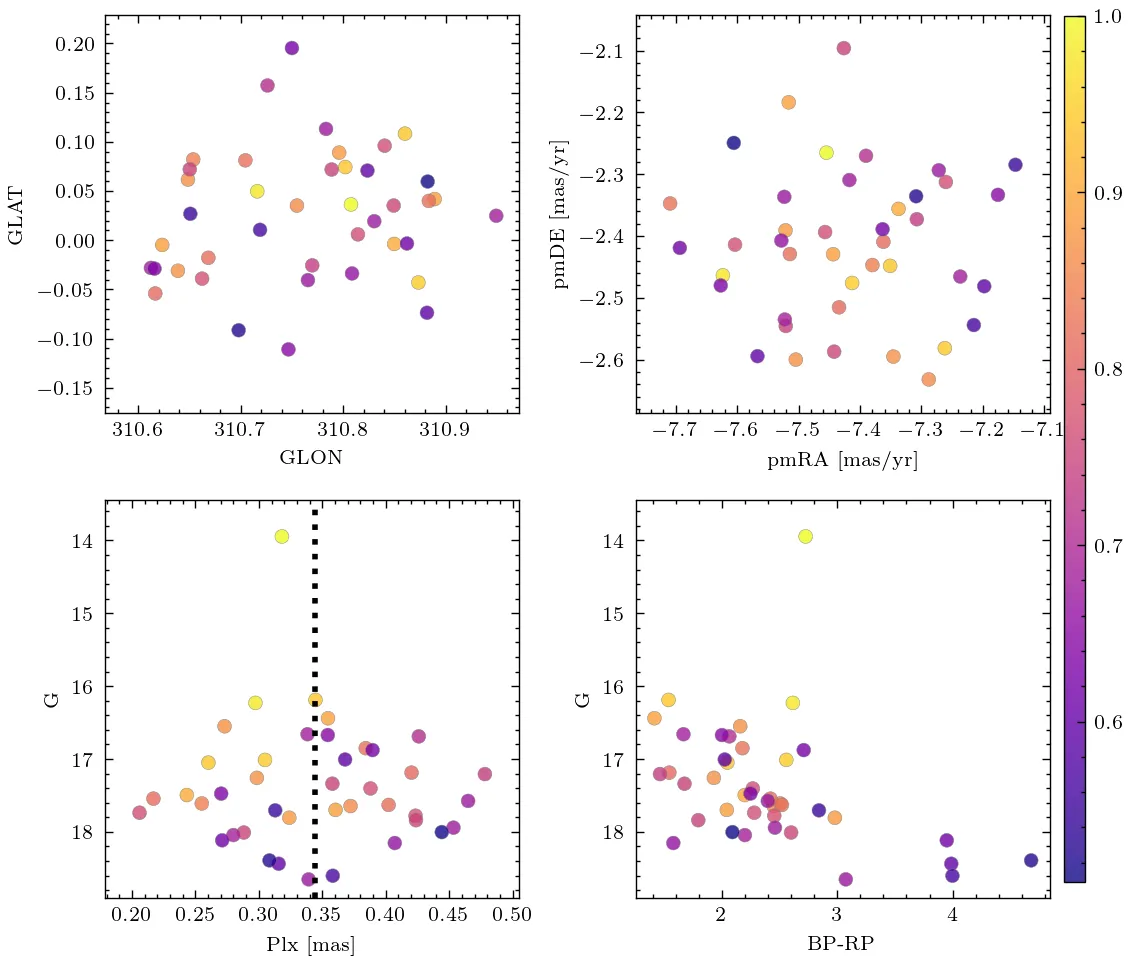 0.20
0.15
0.10
0.05
0.00
−0.05
−0.10
−0.15
GLAT
310.6 310.7 310.8 310.9
GLON
−2.1
−2.2
−2.3
−2.4
−2.5
−2.6
pmDE [mas/yr]
−7.7 −7.6 −7.5 −7.4 −7.3 −7.2 −7.1
pmRA [mas/yr]
14
15
16
17
18
G
0.20 0.25 0.30 0.35 0.40 0.45 0.50
Plx [mas]
14
15
16
17
18
G
2 3 4
BP-RP
1.0
0.9
0.8
0.7
0.6